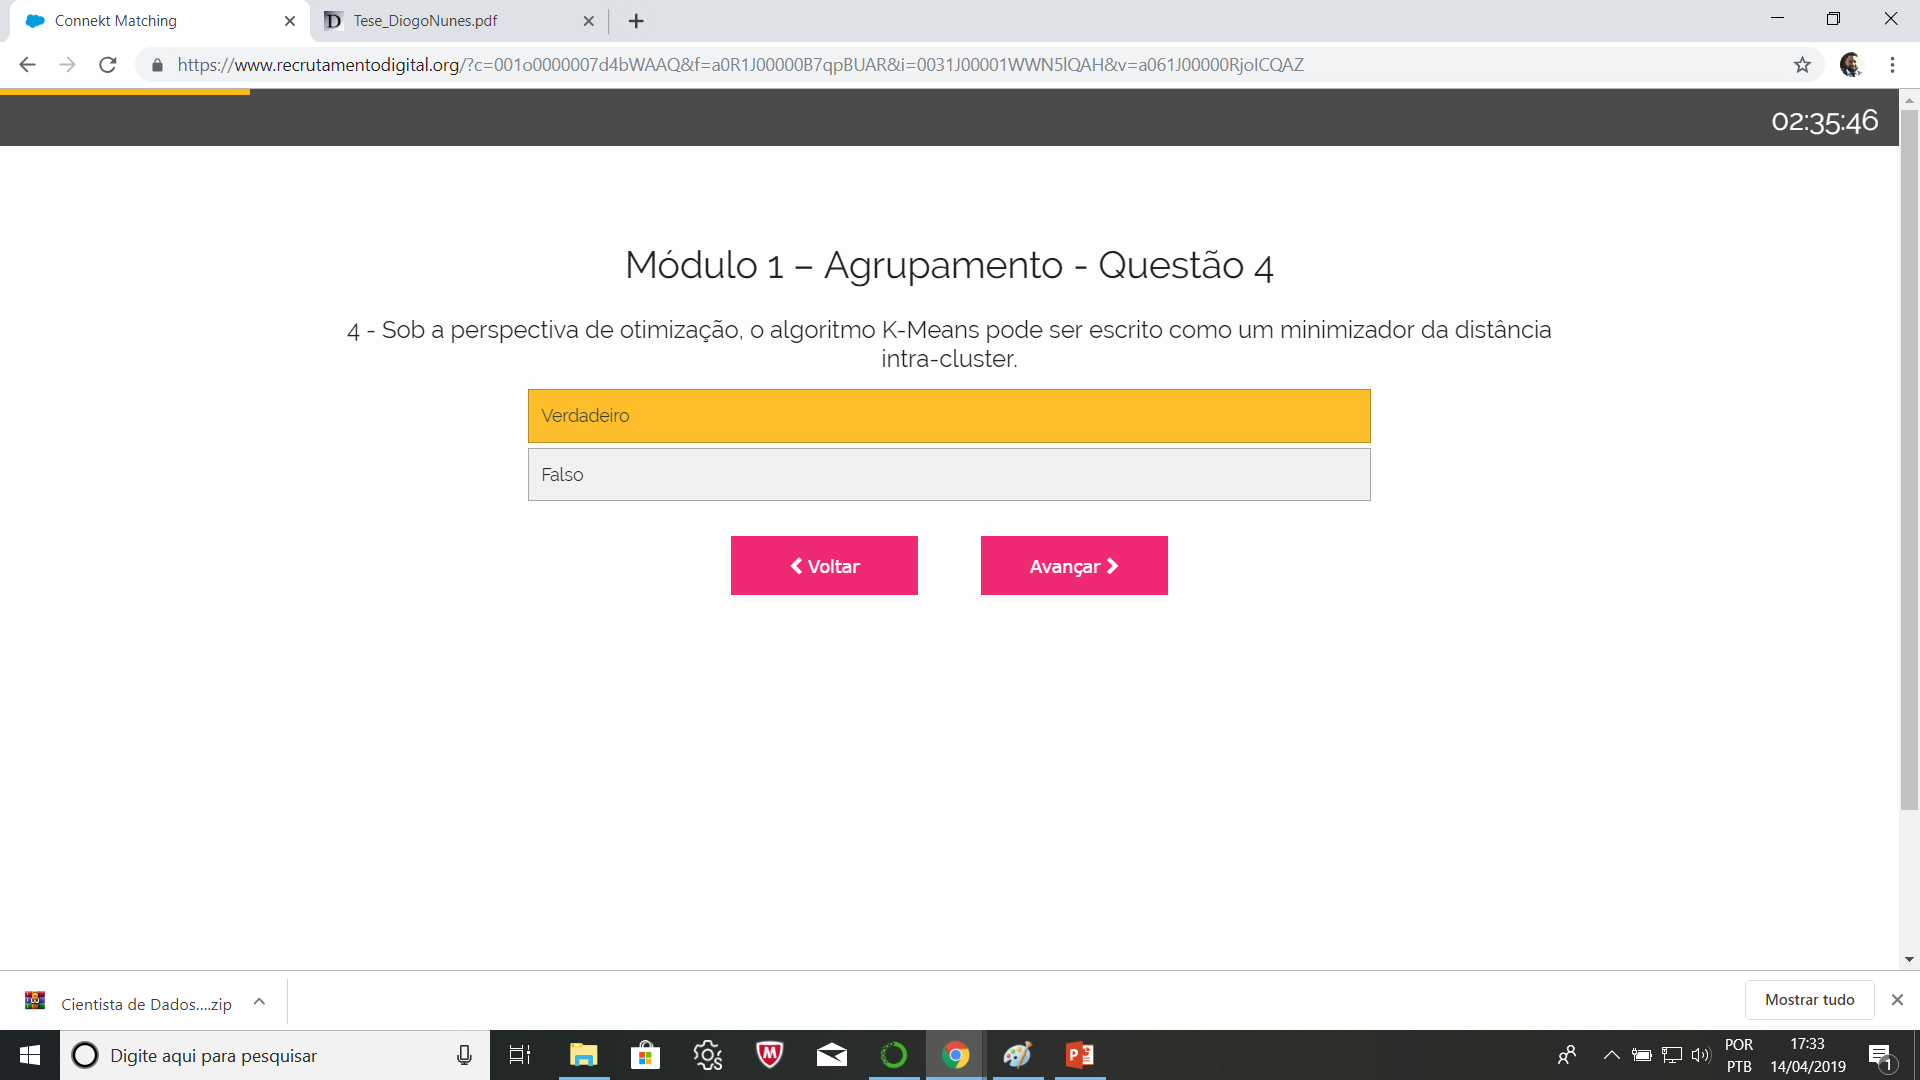 Connekt Matching
Tese_DiogoNunes.pdf
https://www.recrutamentodigital.org/?c=001o0000007d4bWAAQ&f=a0R1J00000B7qpBUAR&i=0031J00001WWN5lQAH&v=a061J00000RjoICQAZ
02:35:46
Módulo 1 – Agrupamento - Questão 4
4 - Sob a perspectiva de otimização, o algoritmo K-Means pode ser escrito como um minimizador da distância
intra-cluster.
Verdadeiro
Falso
Voltar
Avançar
Cientista de Dados....zip
Mostrar tudo
Digite aqui para pesquisar
POR
PTB
17:33
14/04/2019
1